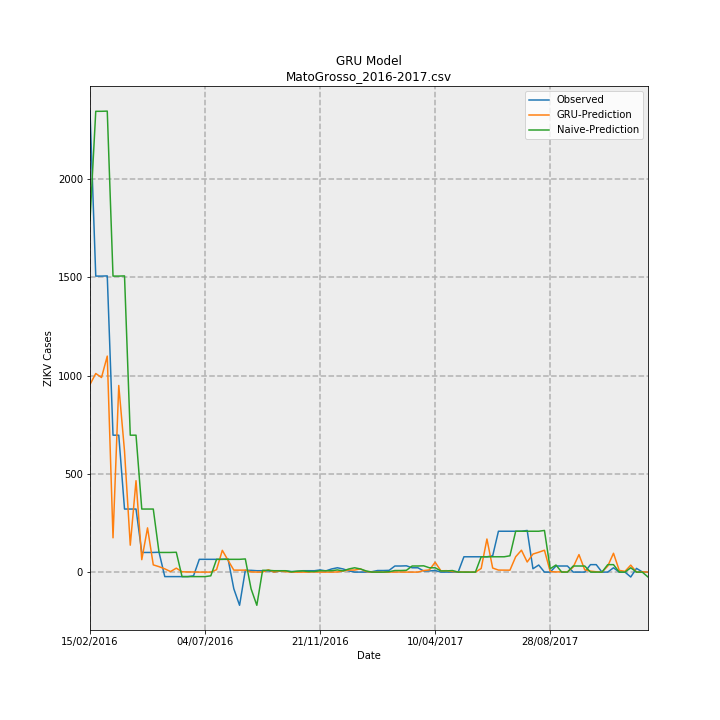 GRU Model
MatoGrosso_2016-2017.csv
Observed
GRU-Prediction
Naive-Prediction
ZIKV Cases
2000
1500
1000
500
0
15/02/2016
04/07/2016
21/11/2016
10/04/2017
28/08/2017
Date